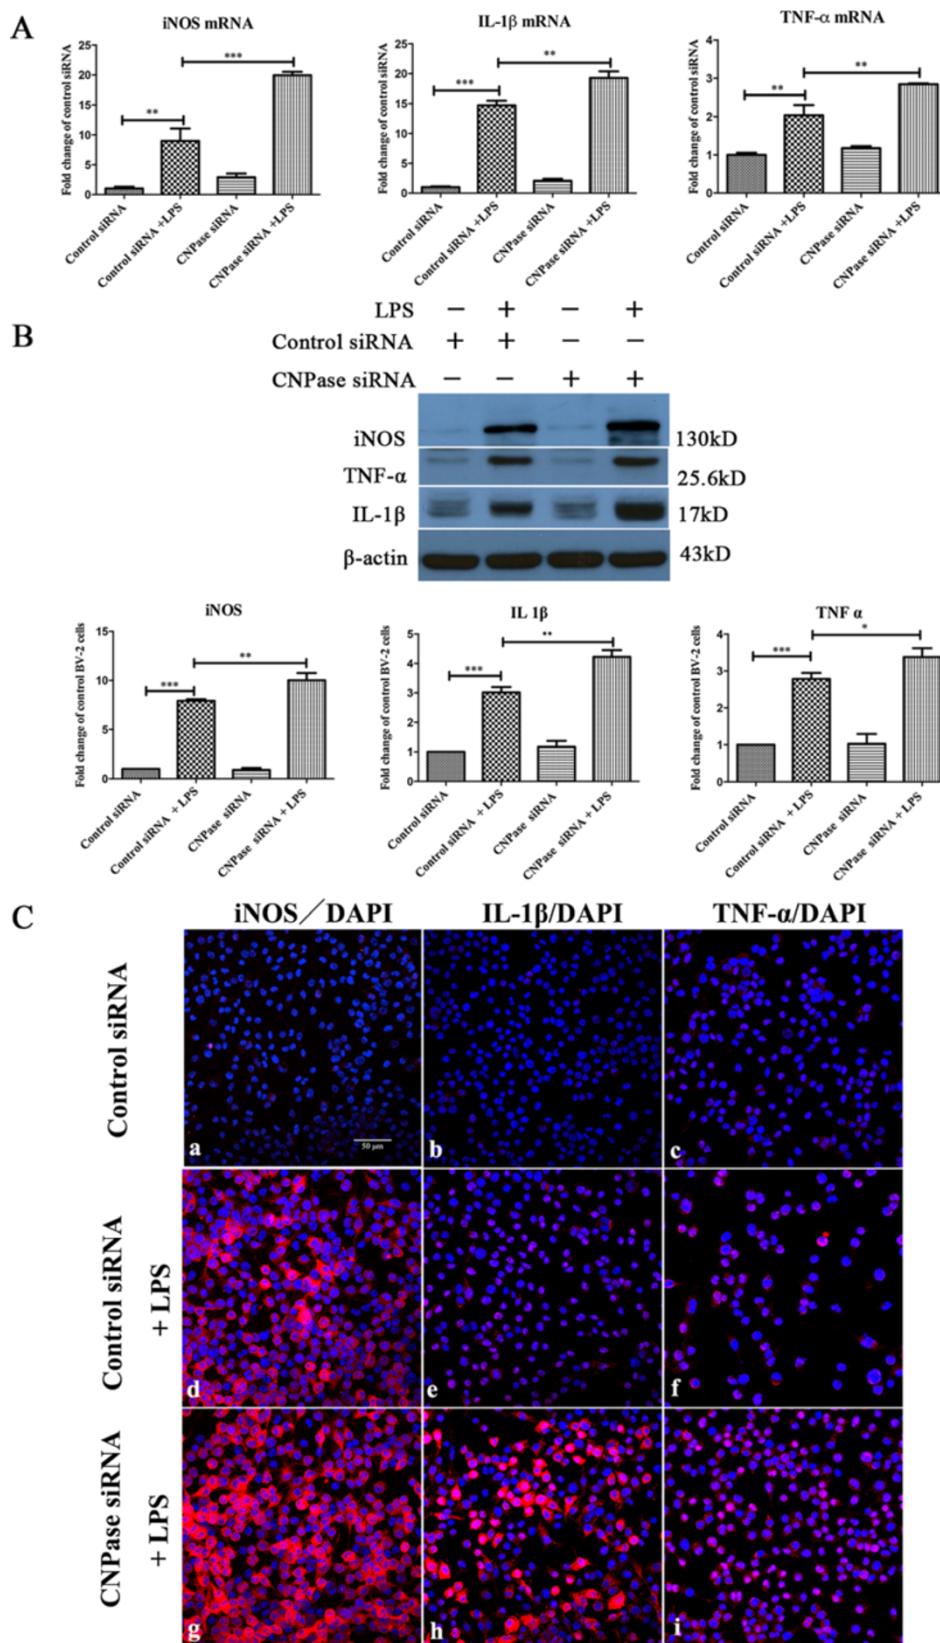 A
iNOS mRNA
IL-1β mRNA
TNF-α mRNA
Fold change of control siRNA
25
20
15
10
5
0
**
***
Control siRNA
Control siRNA +LPS
CNPase siRNA
CNPase siRNA +LPS
Fold change of control siRNA
25
20
15
10
5
0
***
**
Control siRNA
Control siRNA +LPS
CNPase siRNA
CNPase siRNA +LPS
Fold change of control siRNA
4
3
2
1
0
**
**
Control siRNA
Control siRNA +LPS
CNPase siRNA
CNPase siRNA +LPS
B
LPS − + − +
Control siRNA + + − −
CNPase siRNA − − + +
iNOS 130kD
TNF-α 25.6kD
IL-1β 17kD
β-actin 43kD
iNOS
IL 1β
TNF α
Fold change of control BV-2 cells
15
10
5
0
***
**
Control siRNA
Control siRNA + LPS
CNPase siRNA
CNPase siRNA + LPS
Fold change of control BV-2 cells
5
4
3
2
1
0
***
**
Control siRNA
Control siRNA + LPS
CNPase siRNA
CNPase siRNA + LPS
Fold change of control BV-2 cells
4
3
2
1
0
***
*
Control siRNA
Control siRNA + LPS
CNPase siRNA
CNPase siRNA + LPS
C
iNOS／DAPI
IL-1β/DAPI
TNF-α/DAPI
Control siRNA
a
50 μm
b
c
Control siRNA
+ LPS
d
e
f
CNPase siRNA
+ LPS
g
h
i